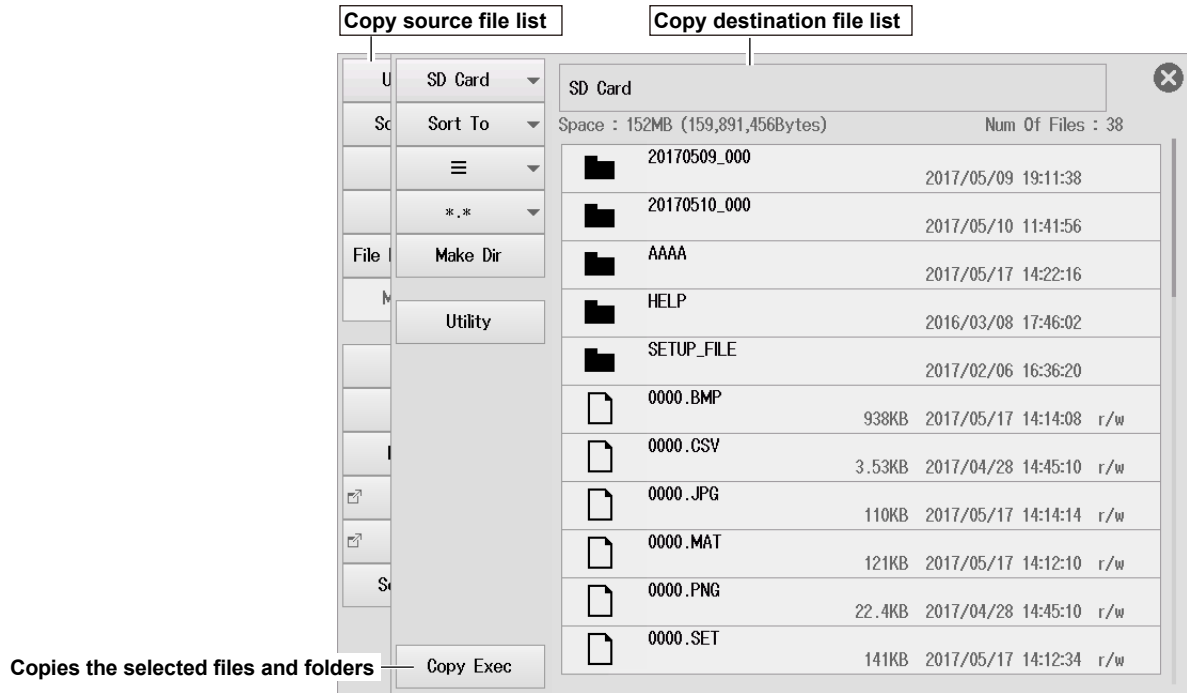 Copy source file list
Copy destination file list
U
SD Card
SD Card
So
Sort To
Space : 152MB (159,891,456Bytes)
Num Of Files : 38
20170509_000
2017/05/09 19:11:38
*.*
20170510_000
2017/05/10 11:41:56
File
Make Dir
AAAA
2017/05/17 14:22:16
M
Utility
HELP
2016/03/08 17:46:02
SETUP_FILE
2017/02/06 16:36:20
0000.BMP
938KB 2017/05/17 14:14:08 r/w
0000.CSV
3.53KB 2017/04/28 14:45:10 r/w
0000.JPG
110KB 2017/05/17 14:14:14 r/w
0000.MAT
121KB 2017/05/17 14:12:10 r/w
0000.PNG
22.4KB 2017/04/28 14:45:10 r/w
0000.SET
141KB 2017/05/17 14:12:34 r/w
Copies the selected files and folders
Copy Exec